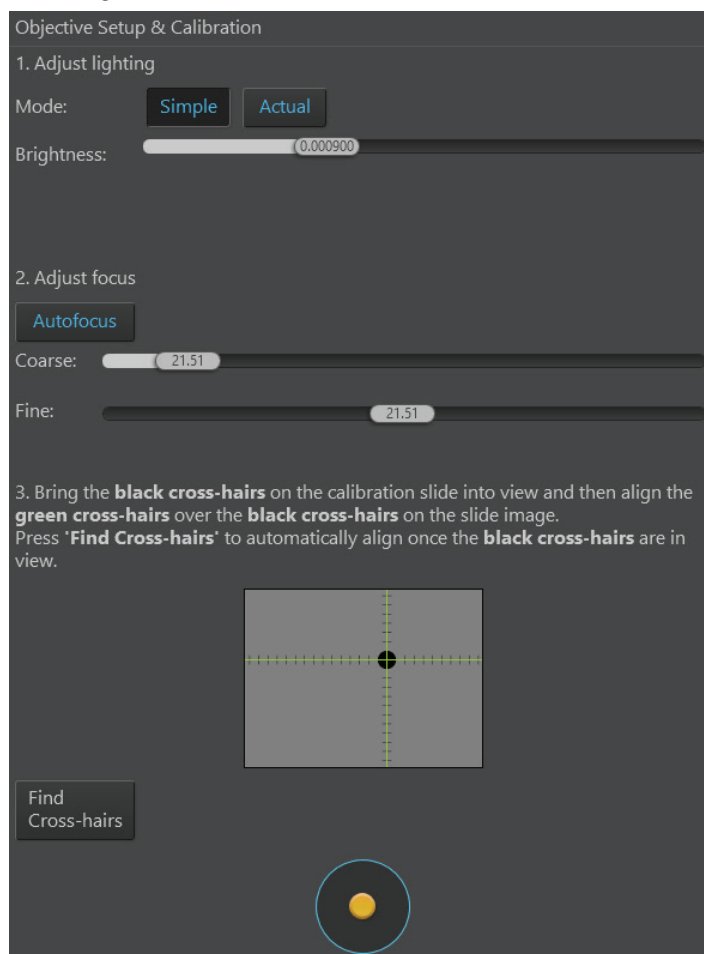 Objective Setup & Calibration
1. Adjust lighting
Mode: Simple Actual
Brightness: 0.000900
2. Adjust focus
Autofocus
Coarse: 21.51
Fine: 21.51
3. Bring the black cross-hairs on the calibration slide into view and then align the
green cross-hairs over the black cross-hairs on the slide image.
Press 'Find Cross-hairs' to automatically align once the black cross-hairs are in
view.
Find
Cross-hairs